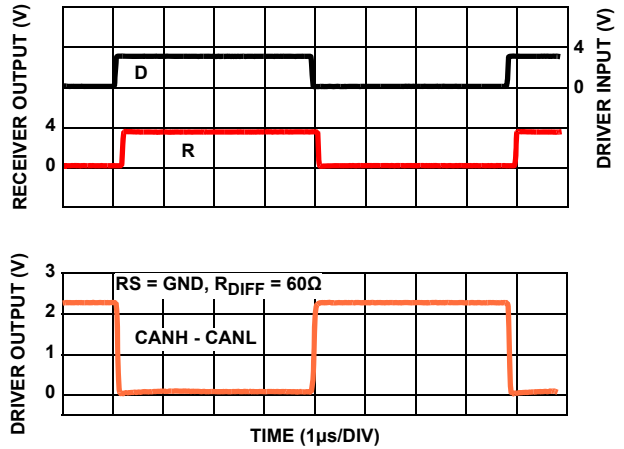 RECEIVER OUTPUT (V)
4
0
D
R
4
0
DRIVER INPUT (V)
DRIVER OUTPUT (V)
3
2
1
0
RS = GND, RDIFF = 60Ω
CANH - CANL
TIME (1µs/DIV)